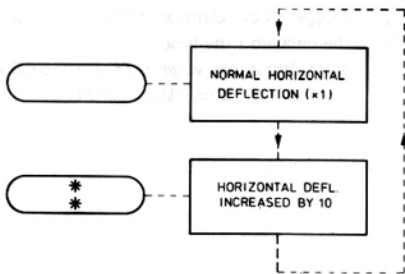 NORMAL HORIZONTAL
DEFLECTION (×1)
* 
*
HORIZONTAL DEFL.
INCREASED BY 10